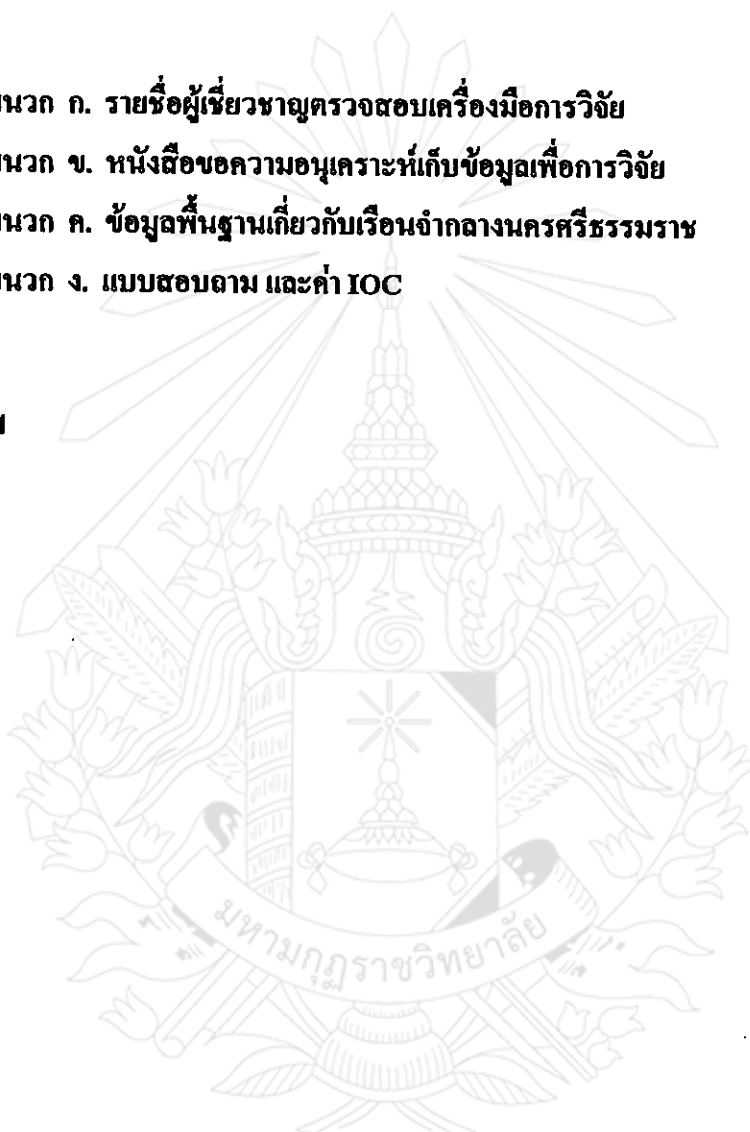 นวก ก. รายชื่อผู้เชี่ยวชาญตรวจสอบเครื่องมือการวิจัย
นวก ข. หนังสือขอความอนุเคราะห์เก็บข้อมูลเพื่อการวิจัย
นวก ค. ข้อมูลพื้นฐานเกี่ยวกับเรือนจำกลางนครศรีธรรมราช
นวก ง. แบบสอบถาม และค่า IOC
มหามกุฏราชวิทยาลัย